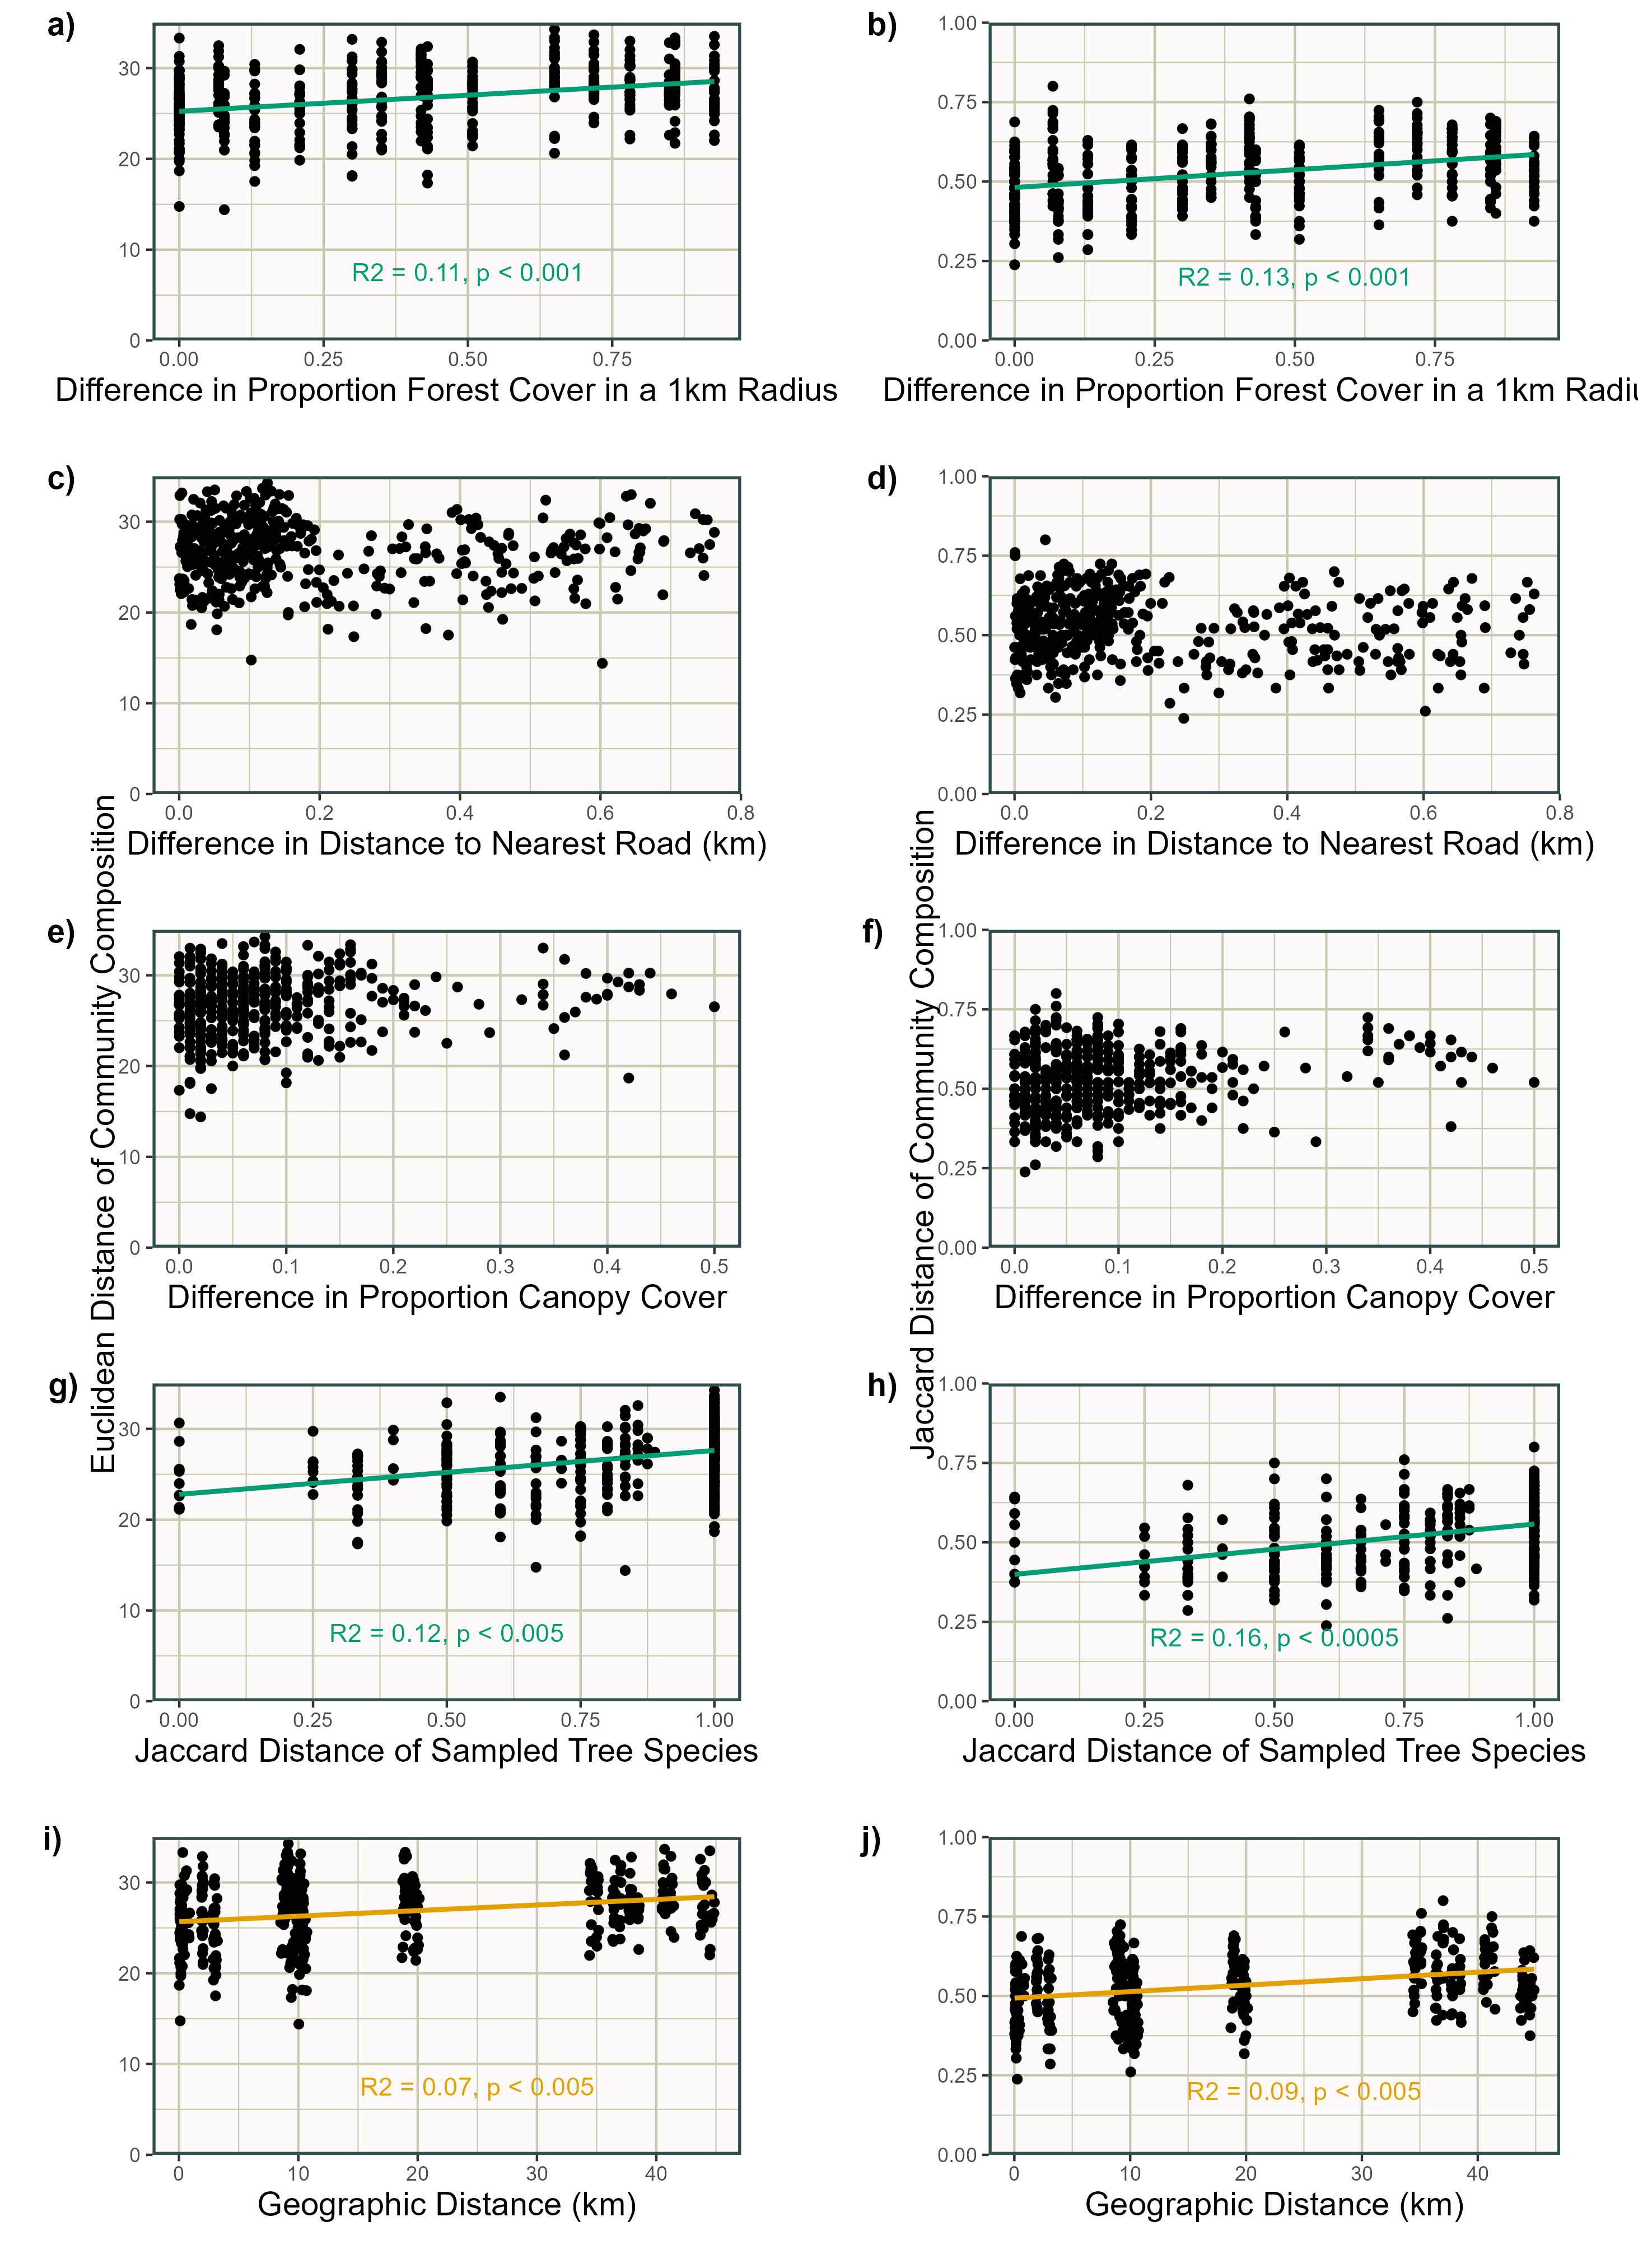 a)
30
20
10
0
0.00 0.25 0.50 0.75
R2 = 0.11, p < 0.001
Difference in Proportion Forest Cover in a 1km Radius
b)
1.00
0.75
0.50
0.25
0.00
0.00 0.25 0.50 0.75
R2 = 0.13, p < 0.001
Difference in Proportion Forest Cover in a 1km Radiu
c)
30
20
10
0
0.0 0.2 0.4 0.6 0.8
Difference in Distance to Nearest Road (km)
d)
1.00
0.75
0.50
0.25
0.00
0.0 0.2 0.4 0.6 0.8
Difference in Distance to Nearest Road (km)
Euclidean Distance of Community Composition
Jaccard Distance of Community Composition
e)
30
20
10
0
0.0 0.1 0.2 0.3 0.4 0.5
Difference in Proportion Canopy Cover
f)
1.00
0.75
0.50
0.25
0.00
0.0 0.1 0.2 0.3 0.4 0.5
Difference in Proportion Canopy Cover
g)
30
20
10
0
0.00 0.25 0.50 0.75 1.00
R2 = 0.12, p < 0.005
Jaccard Distance of Sampled Tree Species
h)
1.00
0.75
0.50
0.25
0.00
0.00 0.25 0.50 0.75 1.00
R2 = 0.16, p < 0.0005
Jaccard Distance of Sampled Tree Species
i)
30
20
10
0
0 10 20 30 40
R2 = 0.07, p < 0.005
Geographic Distance (km)
j)
1.00
0.75
0.50
0.25
0.00
0 10 20 30 40
R2 = 0.09, p < 0.005
Geographic Distance (km)